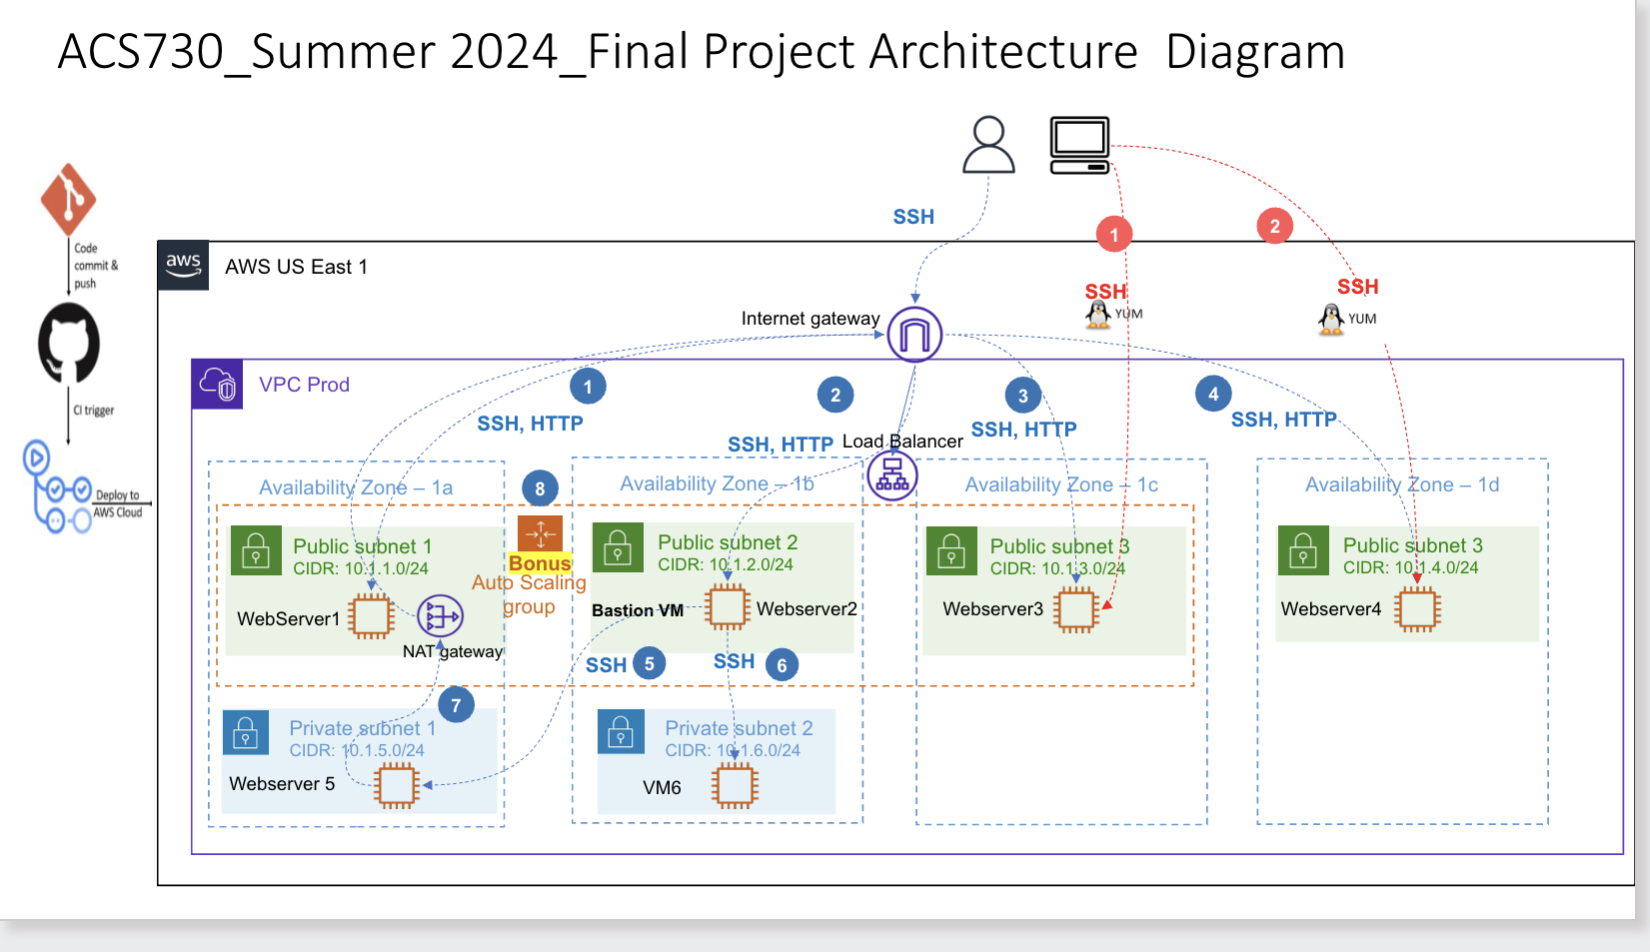 ACS730_Summer 2024_Final Project Architecture Diagram
Code
commit &
push
CI trigger
Deploy to
AWS Cloud
SSH
1
2
aws
AWS US East 1
SSH
YUM
SSH
YUM
Internet gateway
VPC Prod
1
SSH, HTTP
2
SSH, HTTP
Load Balancer
3
SSH, HTTP
4
SSH, HTTP
Availability Zone – 1a
8
Availability Zone – 1b
Availability Zone – 1c
Availability Zone – 1d
Public subnet 1
CIDR: 10.1.1.0/24
WebServer1
NAT gateway
Bonus
Auto Scaling
group
Public subnet 2
CIDR: 10.1.2.0/24
Bastion VM
Webserver2
Public subnet 3
CIDR: 10.1.3.0/24
Webserver3
Public subnet 3
CIDR: 10.1.4.0/24
Webserver4
SSH
5
SSH
6
7
Private subnet 1
CIDR: 10.1.5.0/24
Webserver 5
Private subnet 2
CIDR: 10.1.6.0/24
VM6